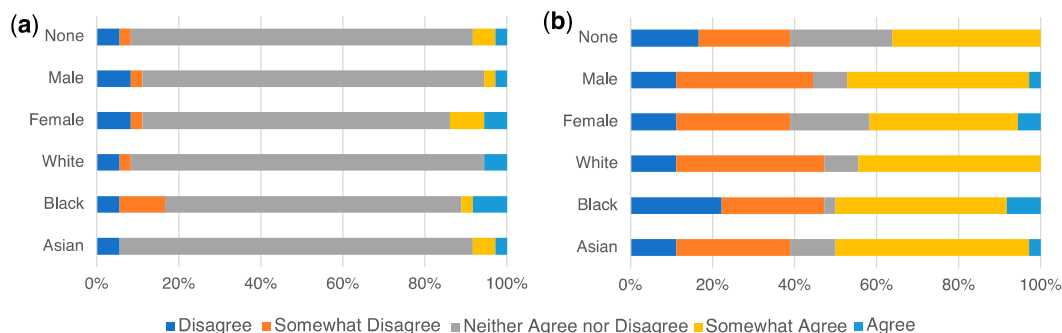 (a)
None
Male
Female
White
Black
Asian
0% 20% 40% 60% 80% 100%
(b)
None
Male
Female
White
Black
Asian
0% 20% 40% 60% 80% 100%
Disagree Somewhat Disagree Neither Agree nor Disagree Somewhat Agree Agree